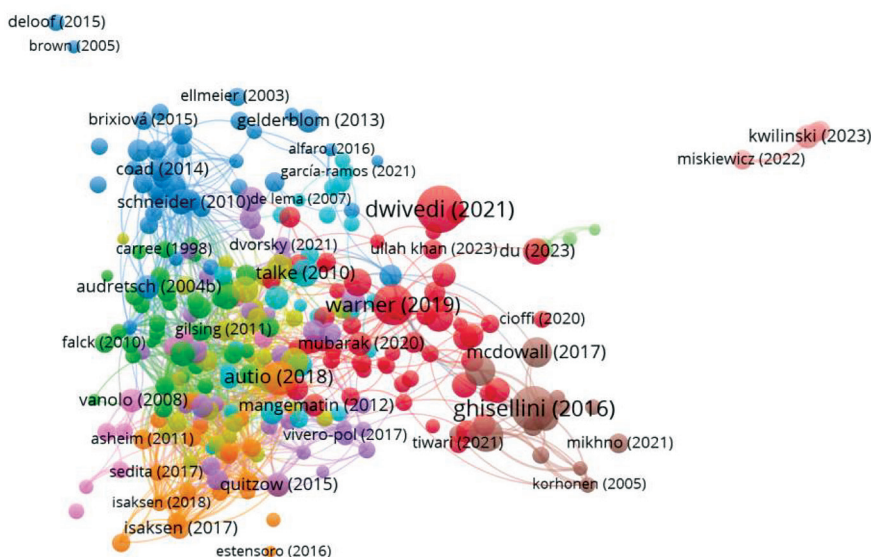 deloof (2015)
brown (2005)
ellmeier (2003)
brixiová (2015)
gelderblom (2013)
kwilinski (2023)
miskiewicz (2022)
alfaro (2016)
coad (2014)
garcía-ramos (2021)
schneider (2010)
de lema (2007)
dwivedi (2021)
carree (1998)
dvorsky (2021)
ullah khan (2023)
du (2023)
talke (2010)
audretsch (2004b)
warner (2019)
cioffi (2020)
gilsing (2011)
falck (2010)
mubarak (2020)
mcdowall (2017)
autio (2018)
vanolo (2008)
mangematin (2012)
ghisellini (2016)
asheim (2011)
vivero-pol (2017)
tiwari (2021)
mikhno (2021)
sedita (2017)
quitzow (2015)
korhonen (2005)
isaksen (2018)
isaksen (2017)
estensoro (2016)